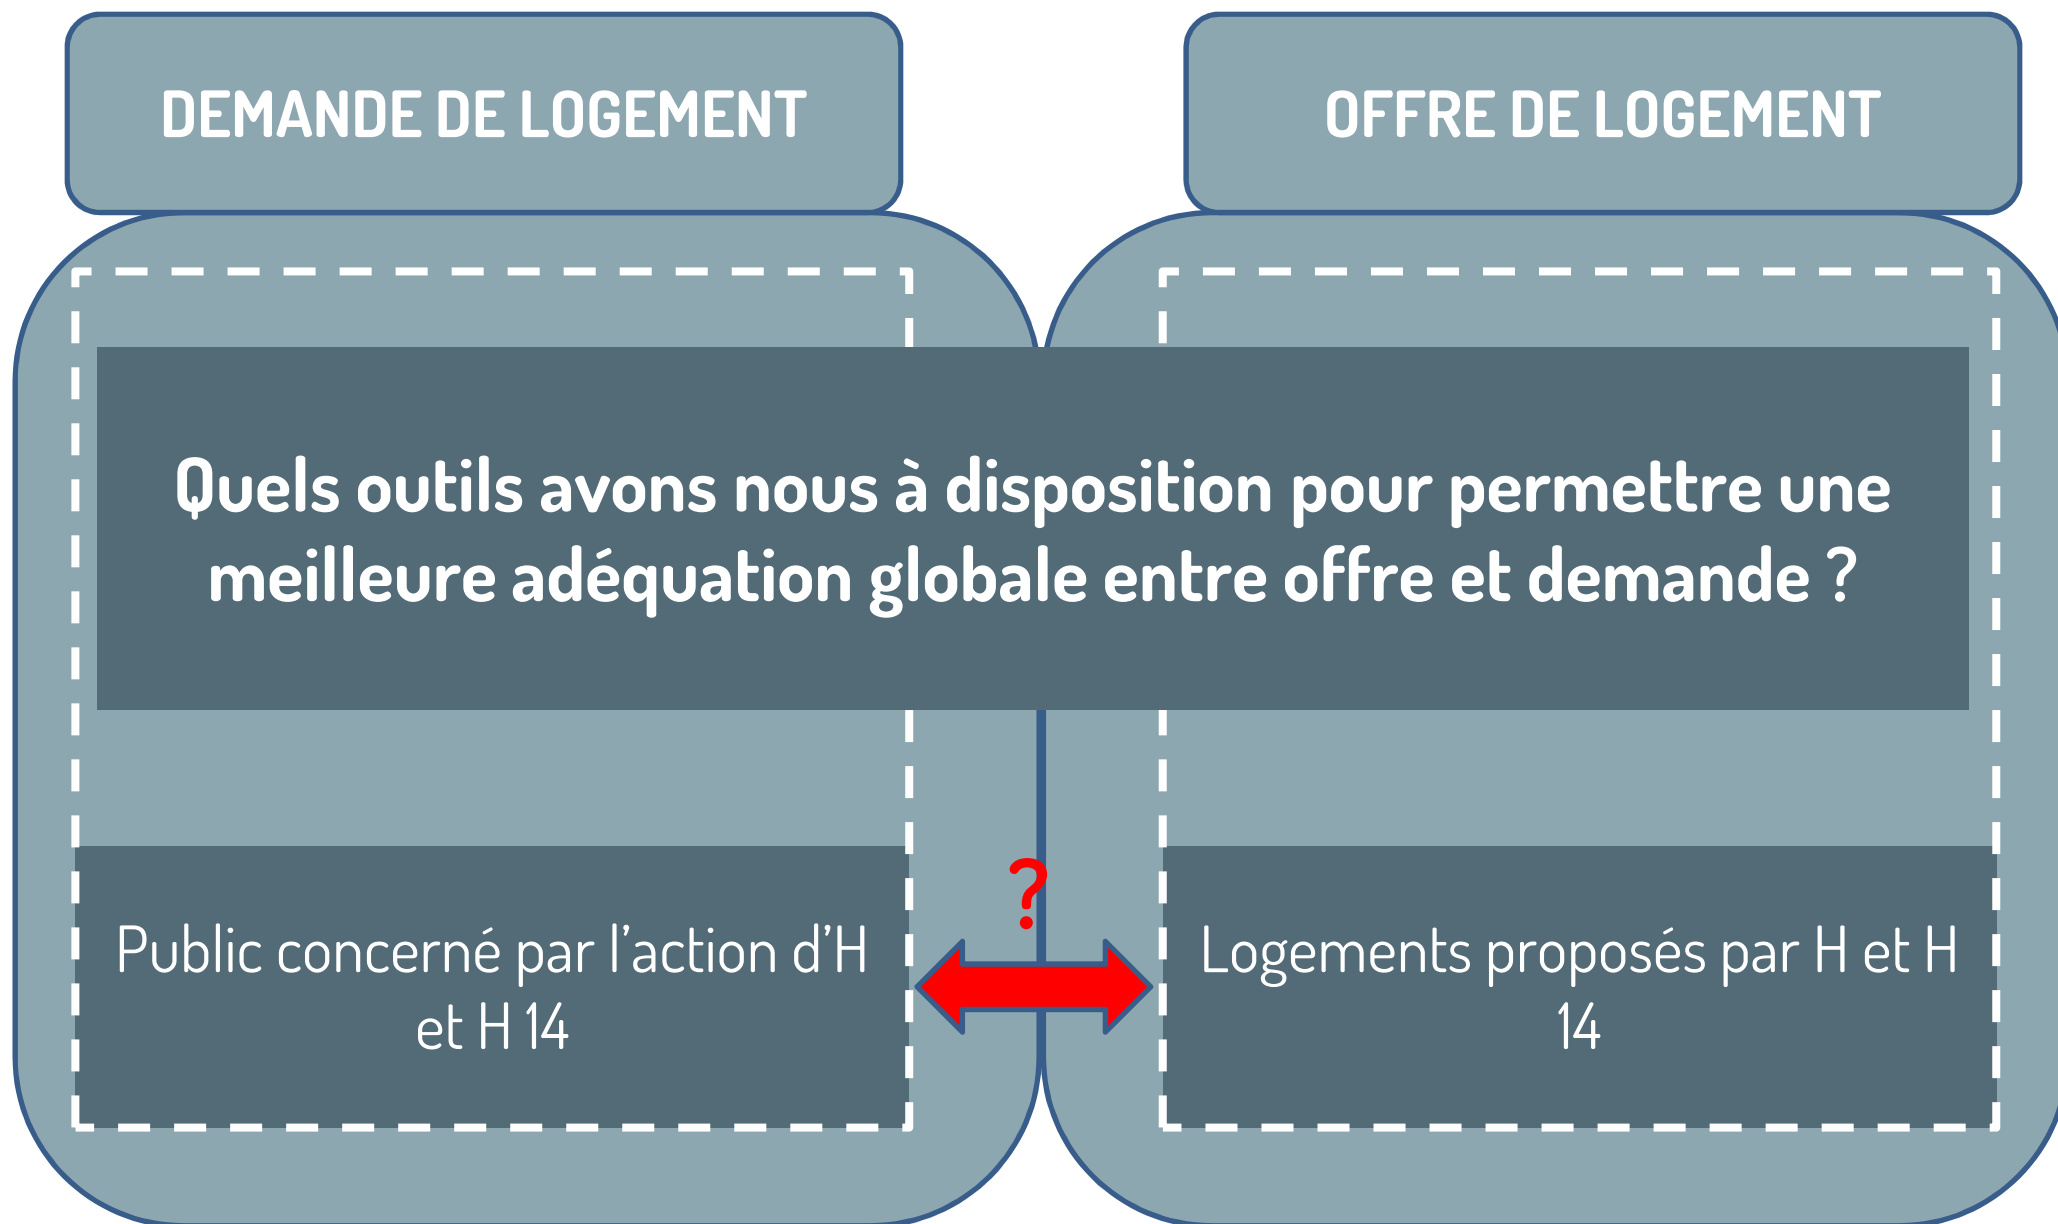 DEMANDE DE LOGEMENT
OFFRE DE LOGEMENT
Quels outils avons nous à disposition pour permettre une
meilleure adéquation globale entre offre et demande ?
?
Public concerné par l’action d’H
et H 14
Logements proposés par H et H
14